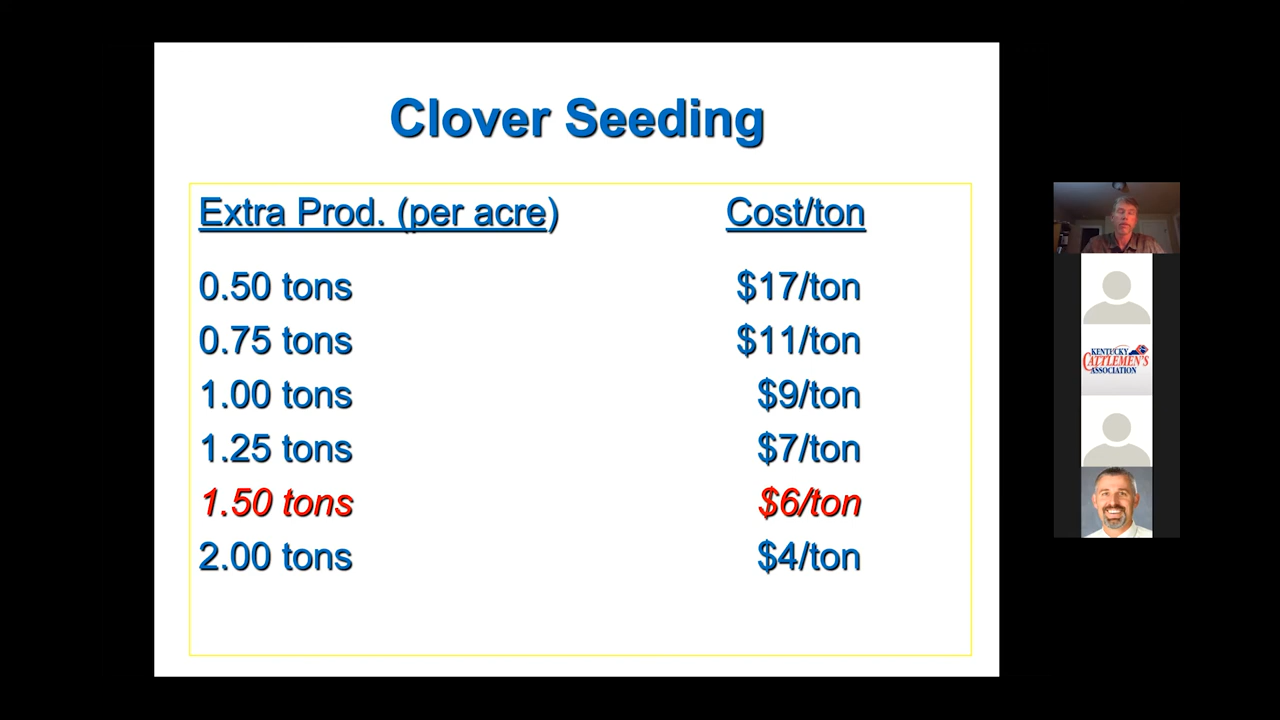 Clover Seeding
Extra Prod. (per acre) Cost/ton
0.50 tons $17/ton
0.75 tons $11/ton
1.00 tons $9/ton
1.25 tons $7/ton
1.50 tons $6/ton
2.00 tons $4/ton
KENTUCKY
CATTLEMEN'S
ASSOCIATION